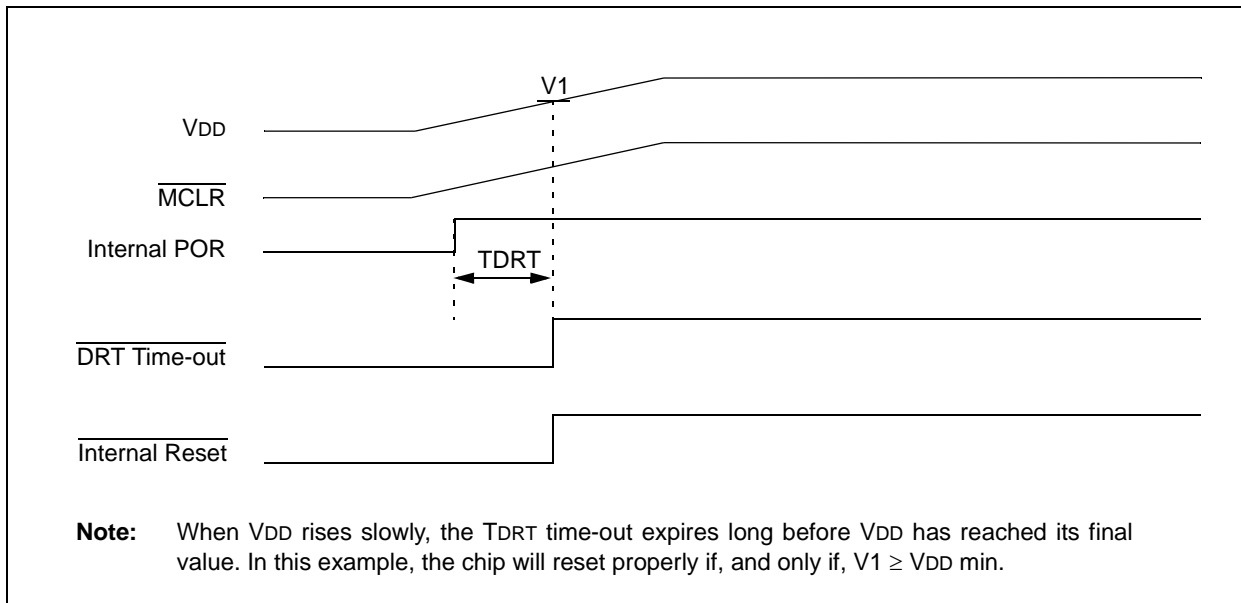 V1
VDD
MCLR
Internal POR
TDRT
DRT Time-out
Internal Reset
Note: When VDD rises slowly, the TDRT time-out expires long before VDD has reached its final
value. In this example, the chip will reset properly if, and only if, V1 ≥ VDD min.